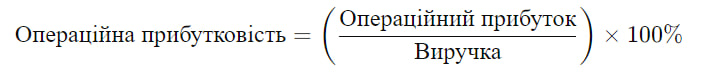 Операційна прибутковість = (Операційний прибуток / Виручка) × 100%